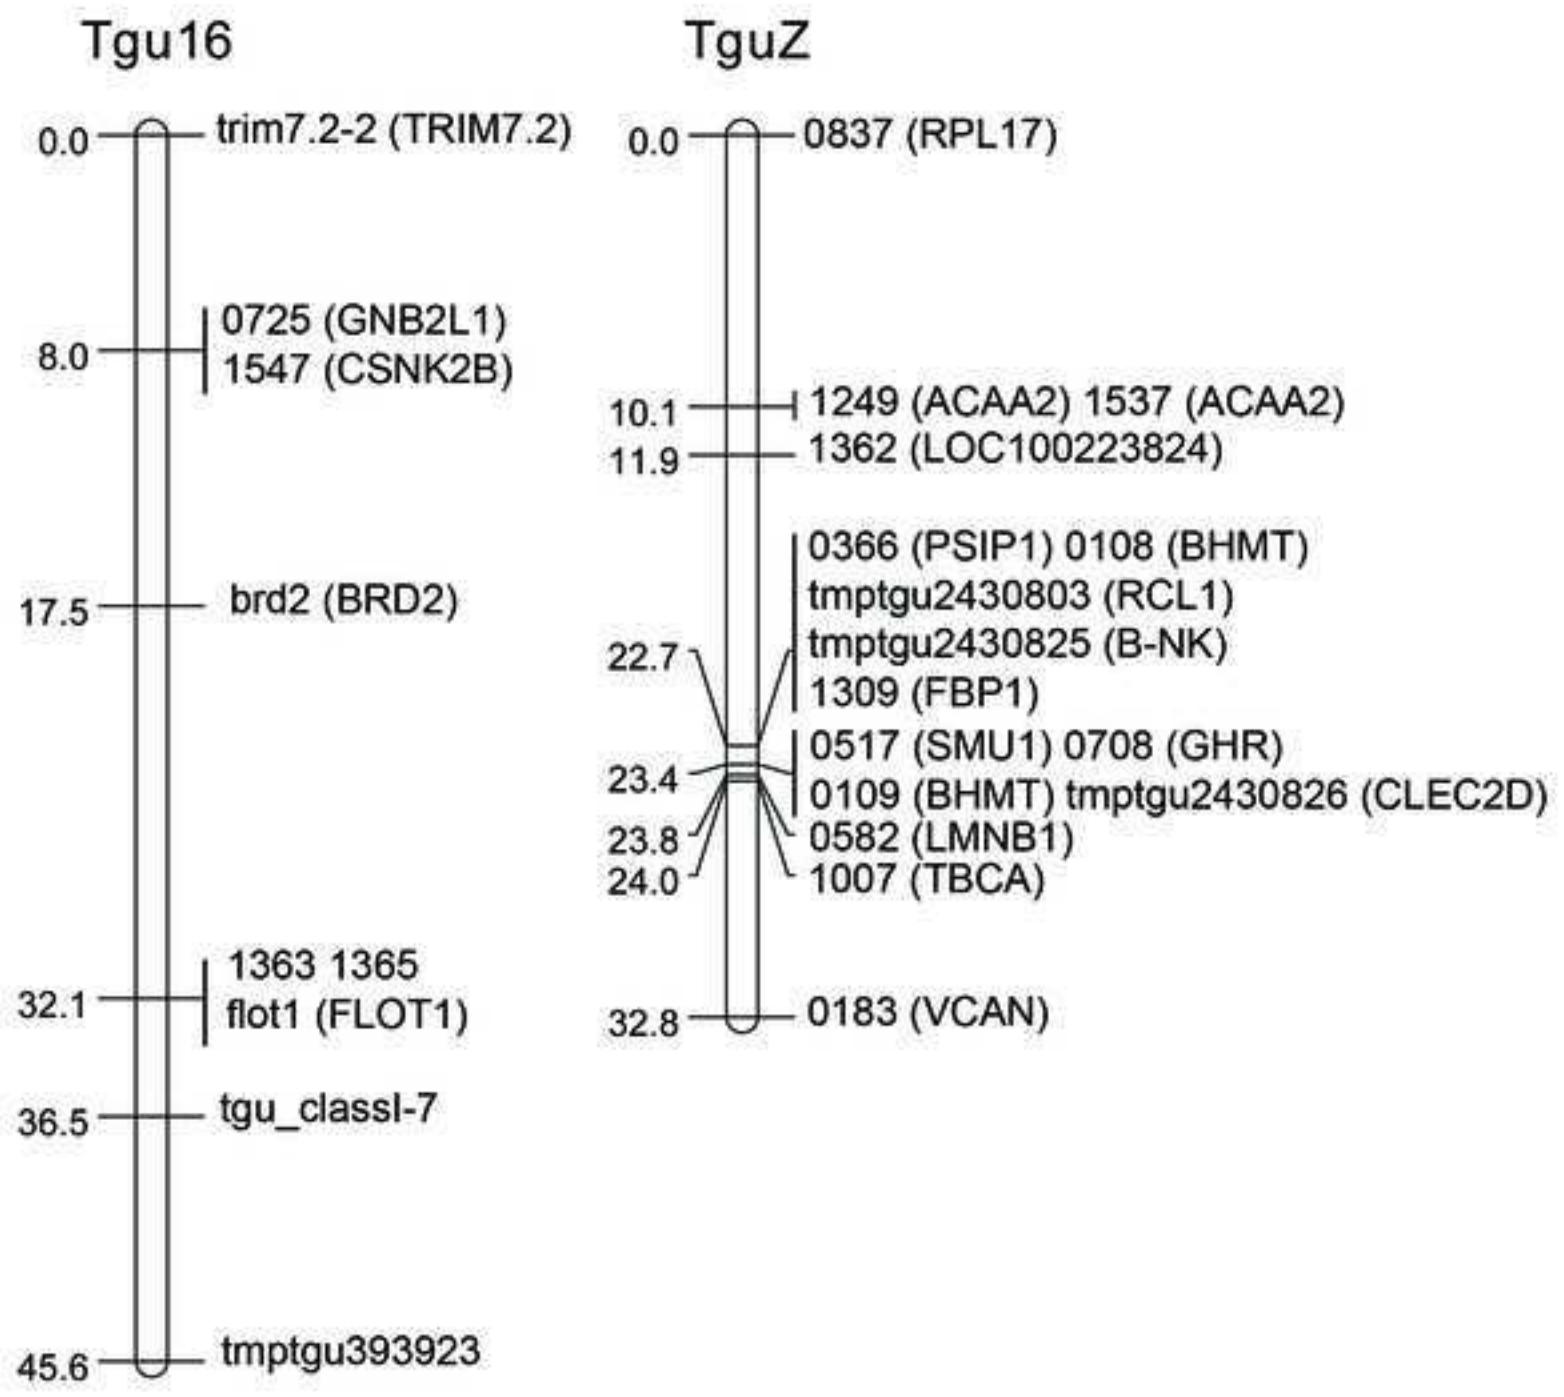 Tgu16
0.0 trim7.2-2 (TRIM7.2)
0725 (GNB2L1)
8.0
1547 (CSNK2B)
17.5 brd2 (BRD2)
1363 1365
32.1
flot1 (FLOT1)
36.5 tgu_classI-7
45.6 tmptgu393923
TguZ
0.0 0837 (RPL17)
10.1 1249 (ACAA2) 1537 (ACAA2)
11.9 1362 (LOC100223824)
0366 (PSIP1) 0108 (BHMT)
tmptgu2430803 (RCL1)
22.7 tmptgu2430825 (B-NK)
1309 (FBP1)
0517 (SMU1) 0708 (GHR)
23.4
0109 (BHMT) tmptgu2430826 (CLEC2D)
23.8 0582 (LMNB1)
24.0 1007 (TBCA)
32.8 0183 (VCAN)